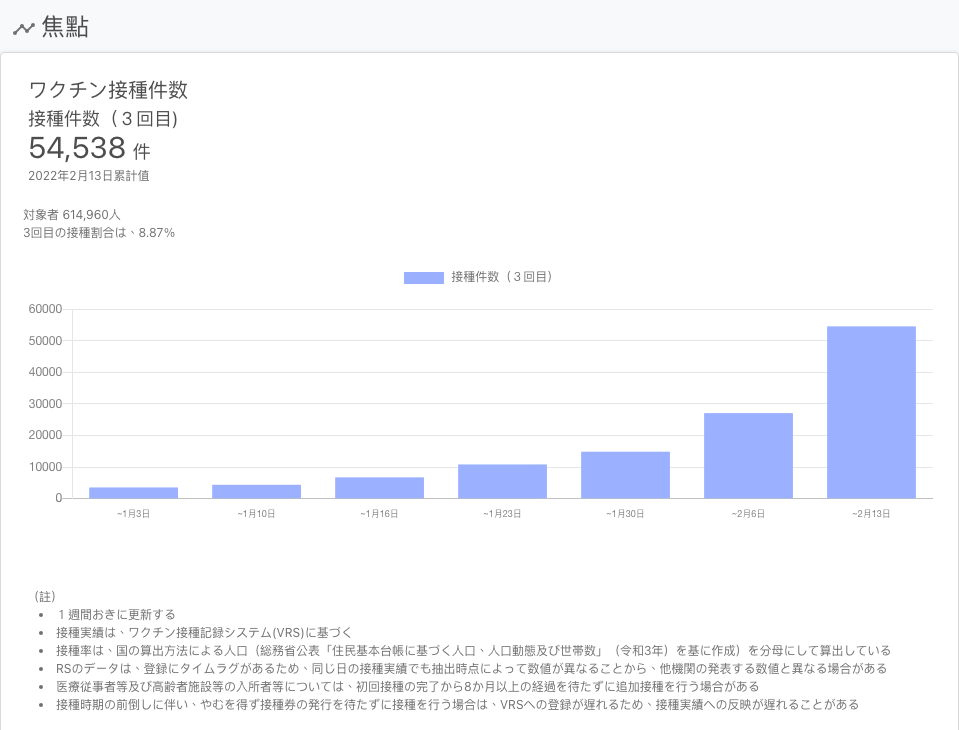 焦點
ワクチン接種件数
接種件数（３回目)
54,538 件
2022年2月13日累計値
対象者 614,960人
3回目の接種割合は、8.87%
接種件数（３回目）
60000
50000
40000
30000
20000
10000
0
~1月3日 ~1月10日 ~1月16日 ~1月23日 ~1月30日 ~2月6日 ~2月13日
（註）
• １週間おきに更新する
• 接種実績は、ワクチン接種記録システム(VRS)に基づく
• 接種率は、国の算出方法による人口（総務省公表「住民基本台帳に基づく人口、人口動態及び世帯数」（令和3年）を基に作成）を分母にして算出している
• RSのデータは、登録にタイムラグがあるため、同じ日の接種実績でも抽出時点によって数値が異なることから、他機関の発表する数値と異なる場合がある
• 医療従事者等及び高齢者施設等の入所者等については、初回接種の完了から8か月以上の経過を待たずに追加接種を行う場合がある
• 接種時期の前倒しに伴い、やむを得ず接種券の発行を待たずに接種を行う場合は、VRSへの登録が遅れるため、接種実績への反映が遅れることがある